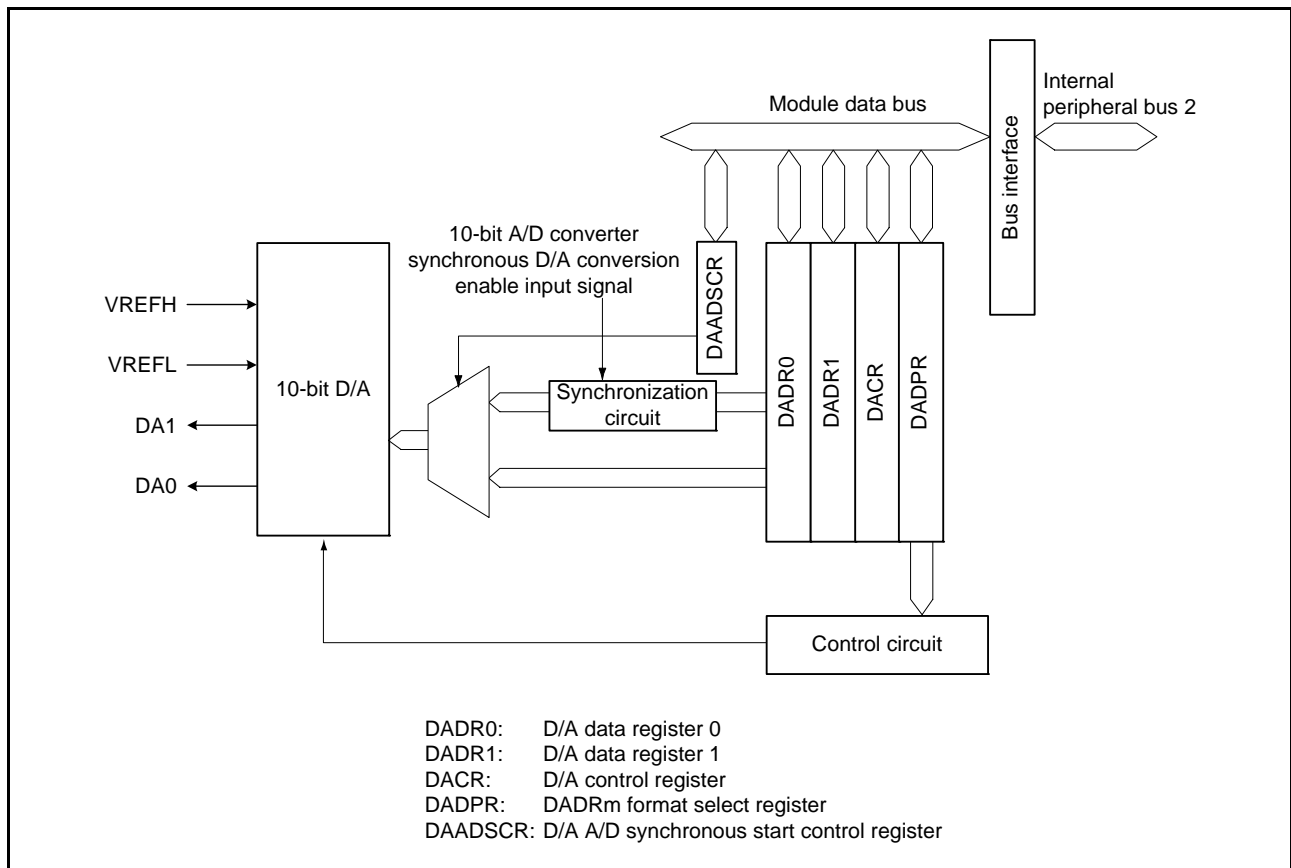 Internal
peripheral bus 2
Module data bus
Bus interface
10-bit A/D converter
synchronous D/A conversion
enable input signal
DAADSCR
VREFH
VREFL
DA1
DA0
10-bit D/A
Synchronization
circuit
DADR0
DADR1
DACR
DADPR
Control circuit
DADR0: D/A data register 0
DADR1: D/A data register 1
DACR: D/A control register
DADPR: DADRm format select register
DAADSCR: D/A A/D synchronous start control register